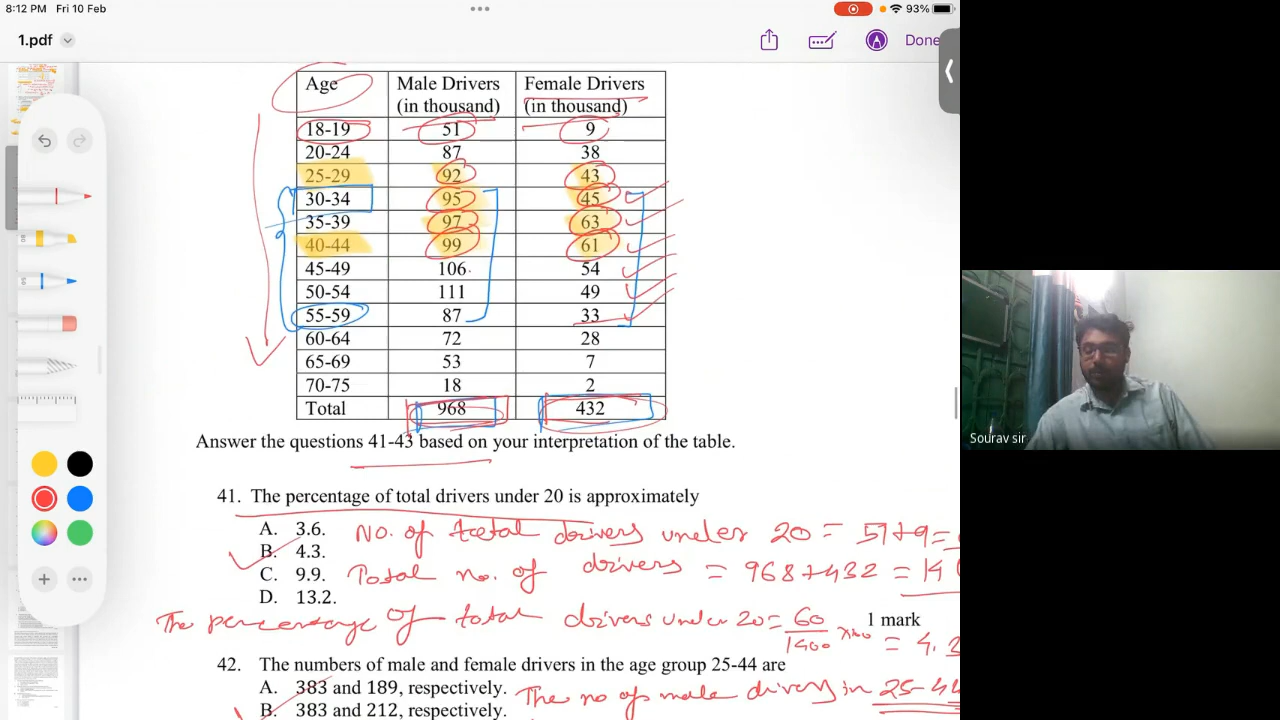 8:12 PM Fri 10 Feb
93%
1.pdf
Done
Age Male Drivers (in thousand) Female Drivers (in thousand)
18-19 51 9
20-24 87 38
25-29 92 43
30-34 95 45
35-39 97 63
40-44 99 61
45-49 106 54
50-54 111 49
55-59 87 33
60-64 72 28
65-69 53 7
70-75 18 2
Total 968 432
Answer the questions 41-43 based on your interpretation of the table.
41. The percentage of total drivers under 20 is approximately
A. 3.6. No. of total drivers under 20 = 51+9=
B. 4.3.
C. 9.9. Total no. of drivers = 968+432 = 14
D. 13.2.
The percentage of total drivers under 20= 60/1400 ×100 = 4.3
1 mark
42. The numbers of male and female drivers in the age group 25-44 are
A. 383 and 189, respectively. The no of male drivers in 25-44
B. 383 and 212, respectively.
Sourav sir